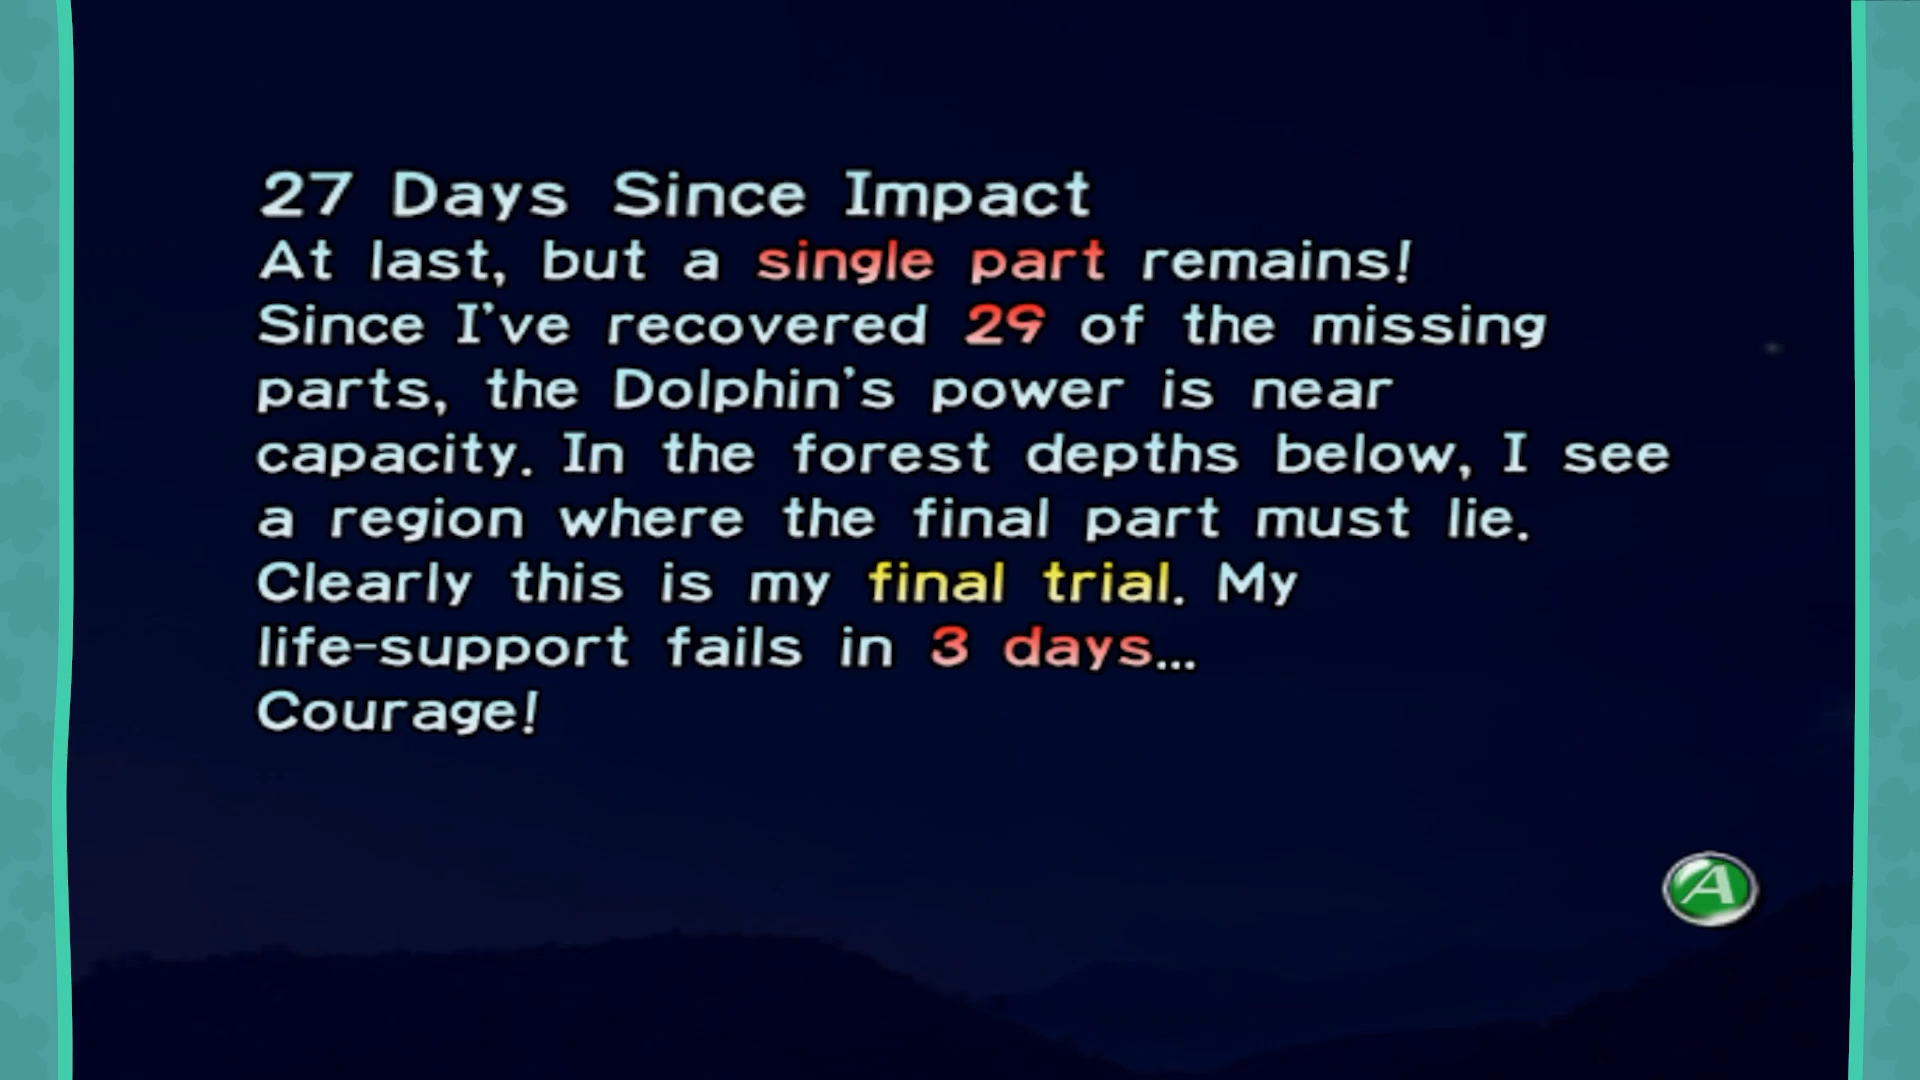 27 Days Since Impact
At last, but a single part remains!
Since I've recovered 29 of the missing
parts, the Dolphin's power is near
capacity. In the forest depths below, I see
a region where the final part must lie.
Clearly this is my final trial. My
life-support fails in 3 days...
Courage!
A